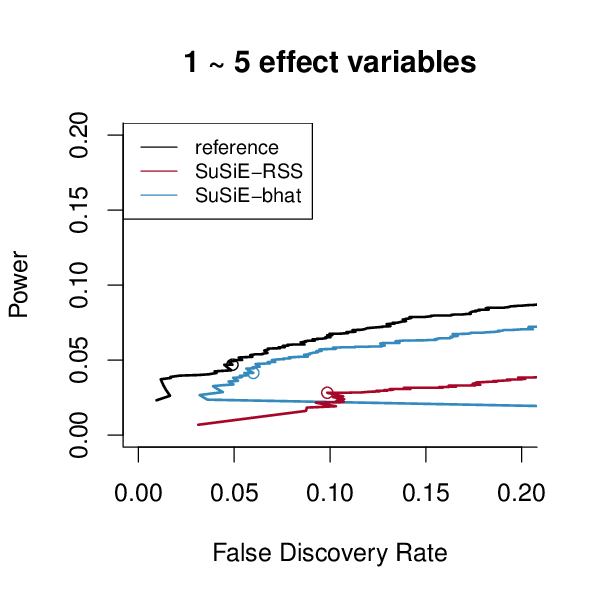 1 ~ 5 effect variables
reference
SuSiE−RSS
SuSiE−bhat
Power
0.20
0.15
0.10
0.05
0.00
0.00 0.05 0.10 0.15 0.20
False Discovery Rate